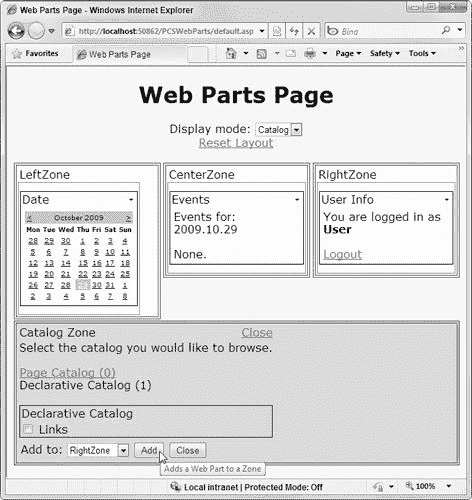 Web Parts Page - Windows Internet Explorer
http://localhost:50862/PCSWebParts/default.asp
Bing
Favorites
Web Parts Page
Page
Safety
Tools
Web Parts Page
Display mode: Catalog
Reset Layout
LeftZone
Date
< October 2009 >
Mon Tue Wed Thu Fri Sat Sun
28 29 30 1 2 3 4
5 6 7 8 9 10 11
12 13 14 15 16 17 18
19 20 21 22 23 24 25
26 27 28 29 30 31 1
2 3 4 5 6 7 8
CenterZone
Events
Events for:
2009.10.29
None.
RightZone
User Info
You are logged in as
User
Logout
Catalog Zone Close
Select the catalog you would like to browse.
Page Catalog (0)
Declarative Catalog (1)
Declarative Catalog
Links
Add to: RightZone Add Close
Adds a Web Part to a Zone
Local intranet | Protected Mode: Off
100%